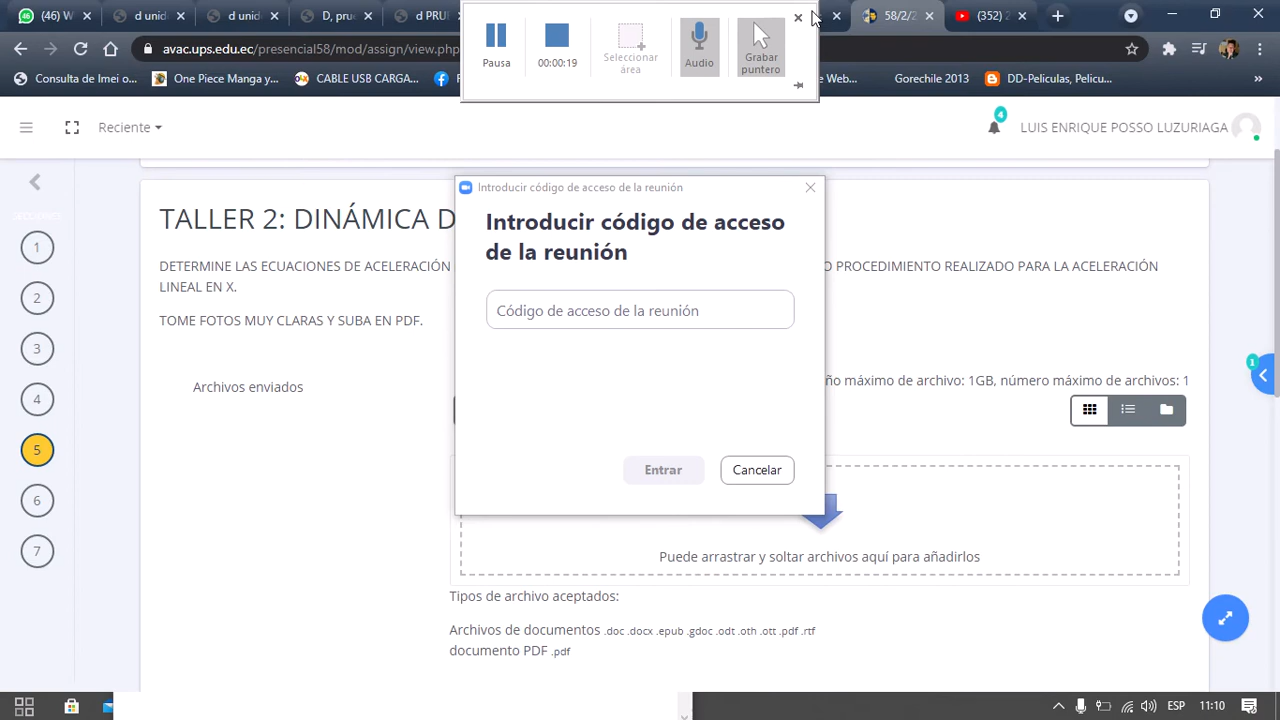 Pausa
00:00:19
Seleccionar
área
Audio
Grabar
puntero
(46)
58/2/2
(352)
avac.ups.edu.ec/presencial58/mod/assign/view.php
Consulta de Imei o...
One Piece Manga y...
CABLE USB CARGA...
Web...
Gorechile 2013
DD-Peliculas, Pelicu...
Reciente
4
LUIS ENRIQUE POSSO LUZURIAGA
1
2
3
4
5
6
7
TALLER 2: DINÁMICA D
DETERMINE LAS ECUACIONES DE ACELERACIÓN
O PROCEDIMIENTO REALIZADO PARA LA ACELERACIÓN
LINEAL EN X.
TOME FOTOS MUY CLARAS Y SUBA EN PDF.
Archivos enviados
ño máximo de archivo: 1GB, número máximo de archivos: 1
1
Introducir código de acceso de la reunión
Introducir código de acceso
de la reunión
Código de acceso de la reunión
Entrar
Cancelar
Puede arrastrar y soltar archivos aquí para añadirlos
Tipos de archivo aceptados:
Archivos de documentos .doc .docx .epub .gdoc .odt .oth .ott .pdf .rtf
documento PDF .pdf
ESP
11:10